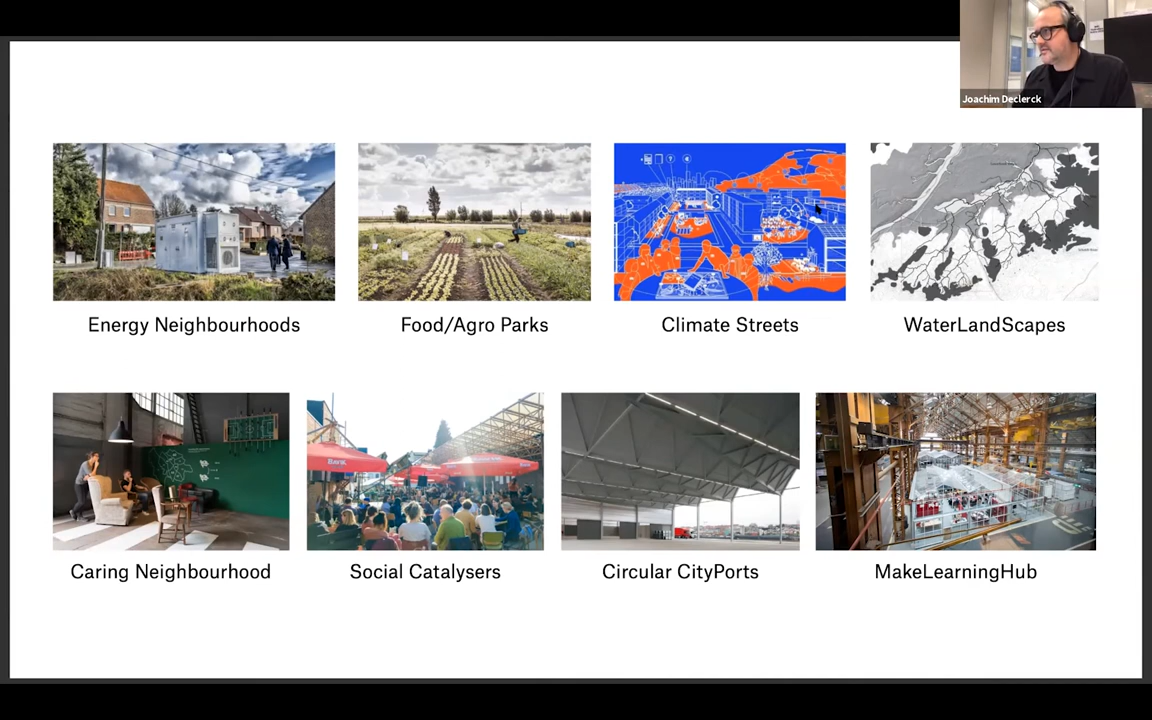 Joachim Declerck
Energy Neighbourhoods
Food/Agro Parks
Climate Streets
WaterLandScapes
Caring Neighbourhood
Social Catalysers
Circular CityPorts
MakeLearningHub